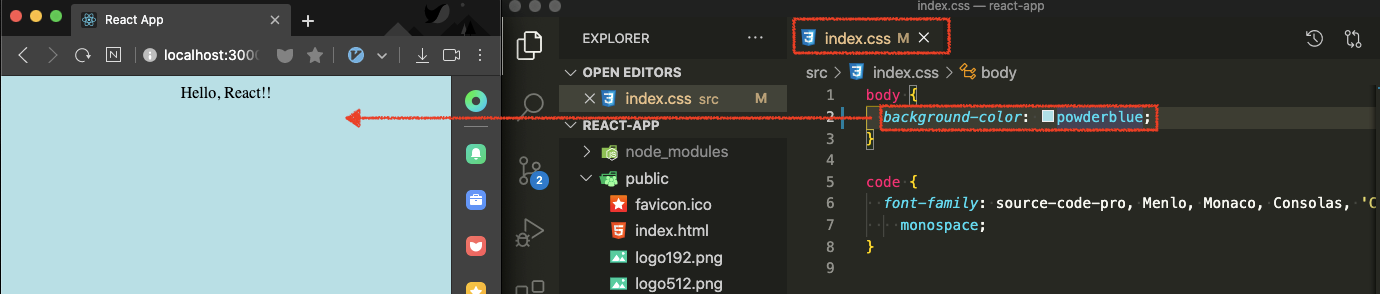 React App
localhost:300
Hello, React!!
index.css — react-app
EXPLORER
index.css M
OPEN EDITORS
index.css src M
REACT-APP
node_modules
public
favicon.ico
index.html
logo192.png
logo512.png
2
src > index.css > body
1 body {
2 background-color: powderblue;
3 }
4
5 code {
6 font-family: source-code-pro, Menlo, Monaco, Consolas, 'C
7 monospace;
8 }
9